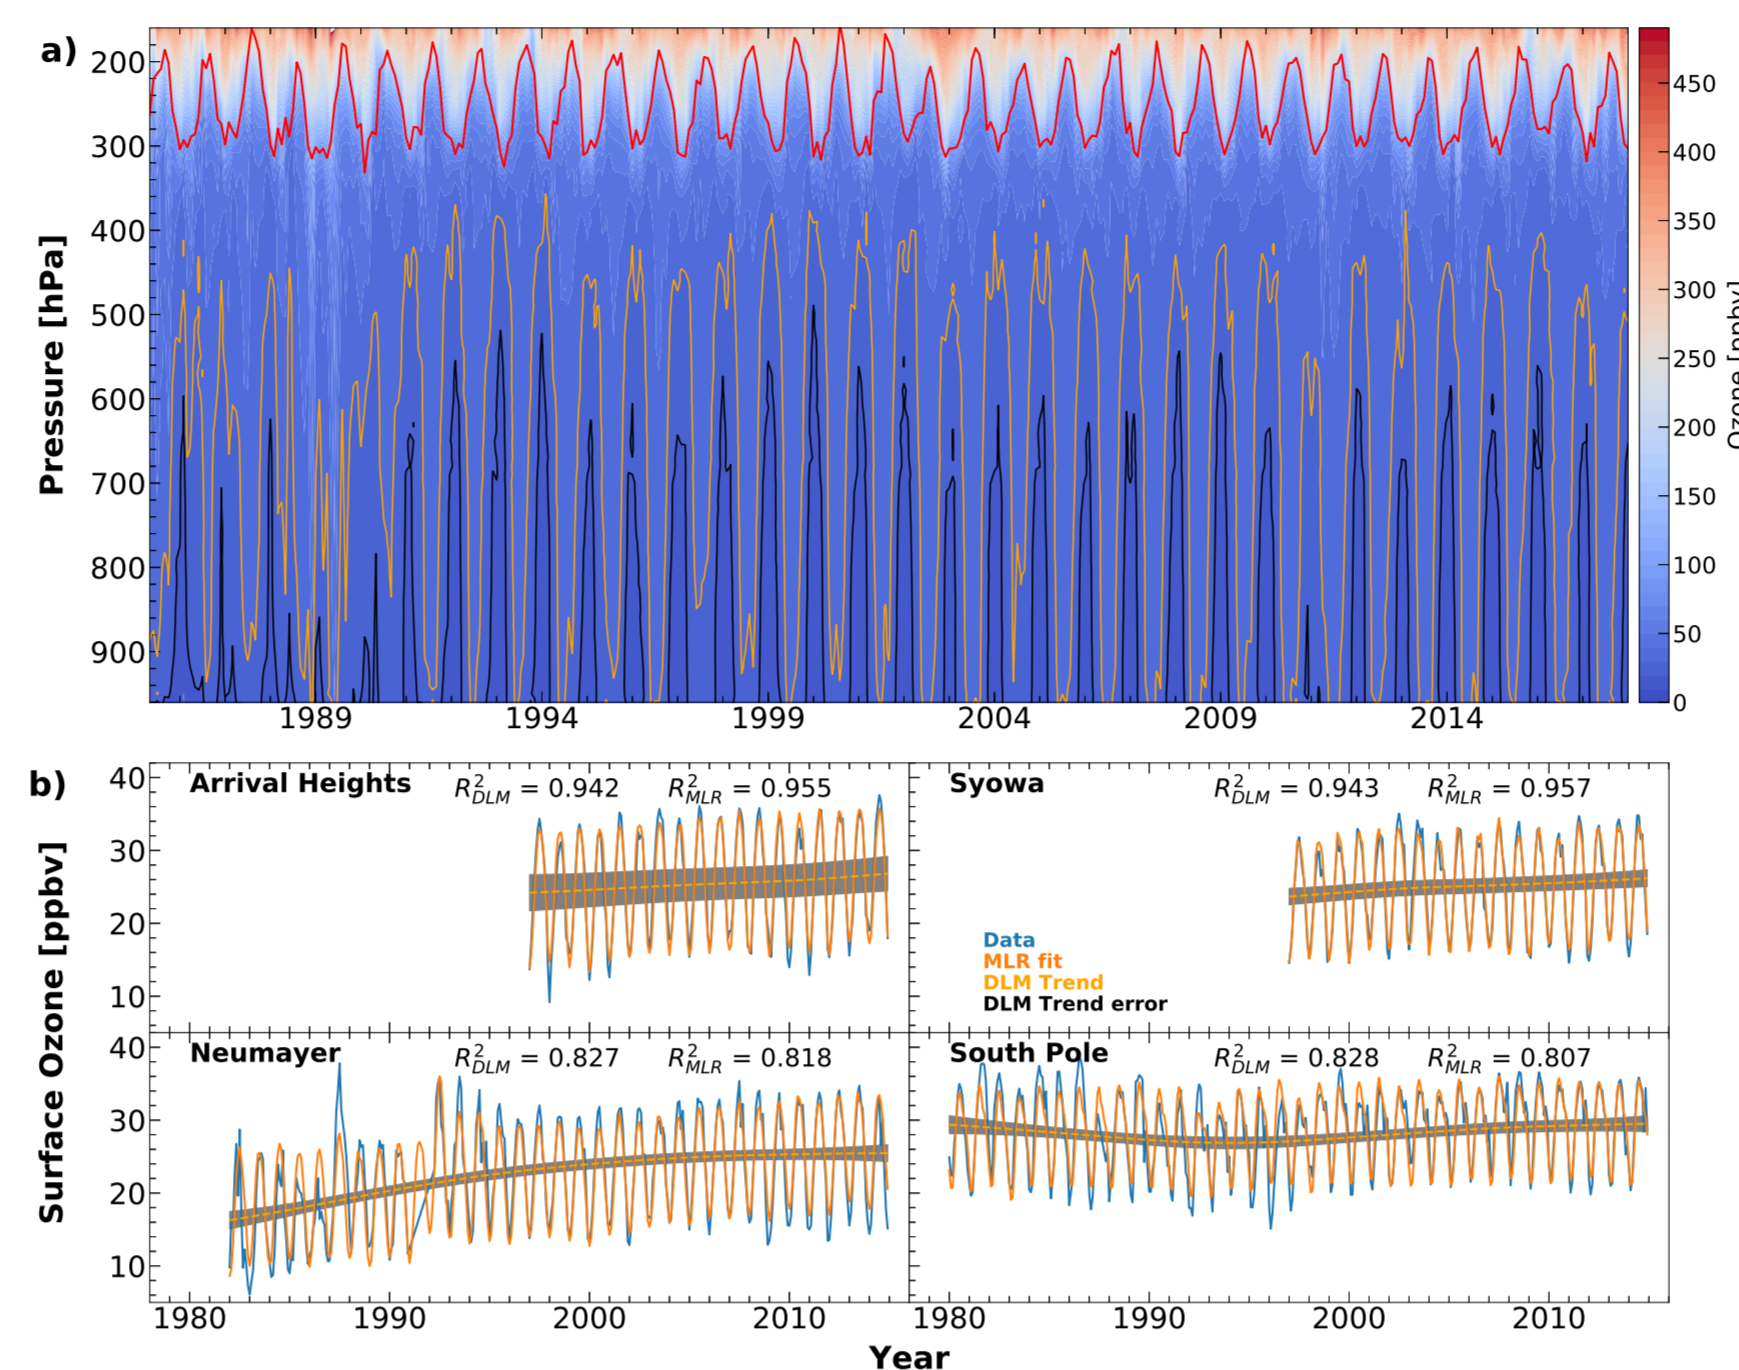 a)
200
300
400
500
600
700
800
900
Pressure [hPa]
1989 1994 1999 2004 2009 2014
450
400
350
300
250
200
150
100
50
0
Ozone [ppbv]
b)
Surface Ozone [ppbv]
40
30
20
10
Arrival Heights R²DLM = 0.942 R²MLR = 0.955
Syowa R²DLM = 0.943 R²MLR = 0.957
Data
MLR fit
DLM Trend
DLM Trend error
40
30
20
10
Neumayer R²DLM = 0.827 R²MLR = 0.818
South Pole R²DLM = 0.828 R²MLR = 0.807
1980 1990 2000 2010 1980 1990 2000 2010
Year